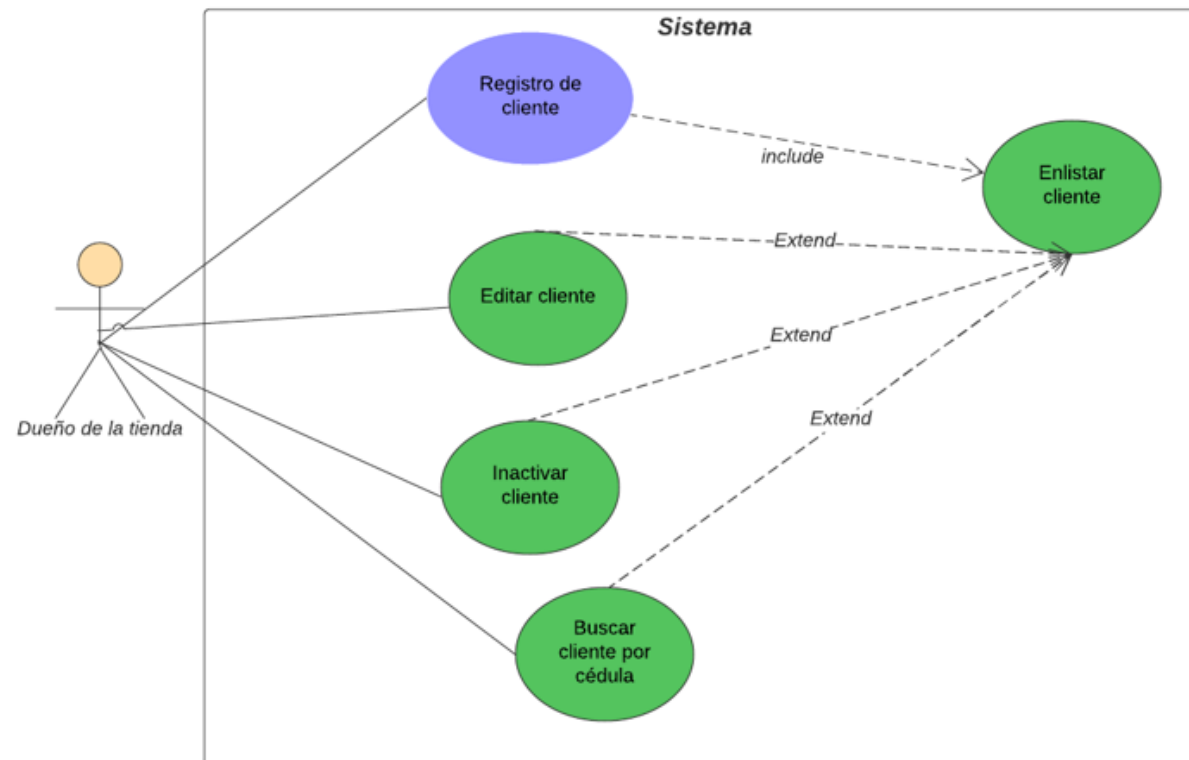 Sistema
Registro de
cliente
include
Enlistar
cliente
Extend
Editar cliente
Extend
Dueño de la tienda
Extend
Inactivar
cliente
Buscar
cliente por
cédula